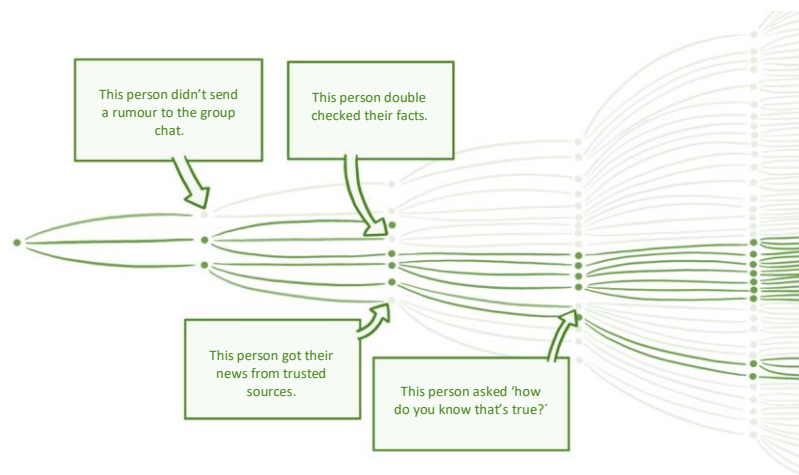 This person didn't send
a rumour to the group
chat.
This person double
checked their facts.
This person got their
news from trusted
sources.
This person asked ‘how
do you know that's true?´